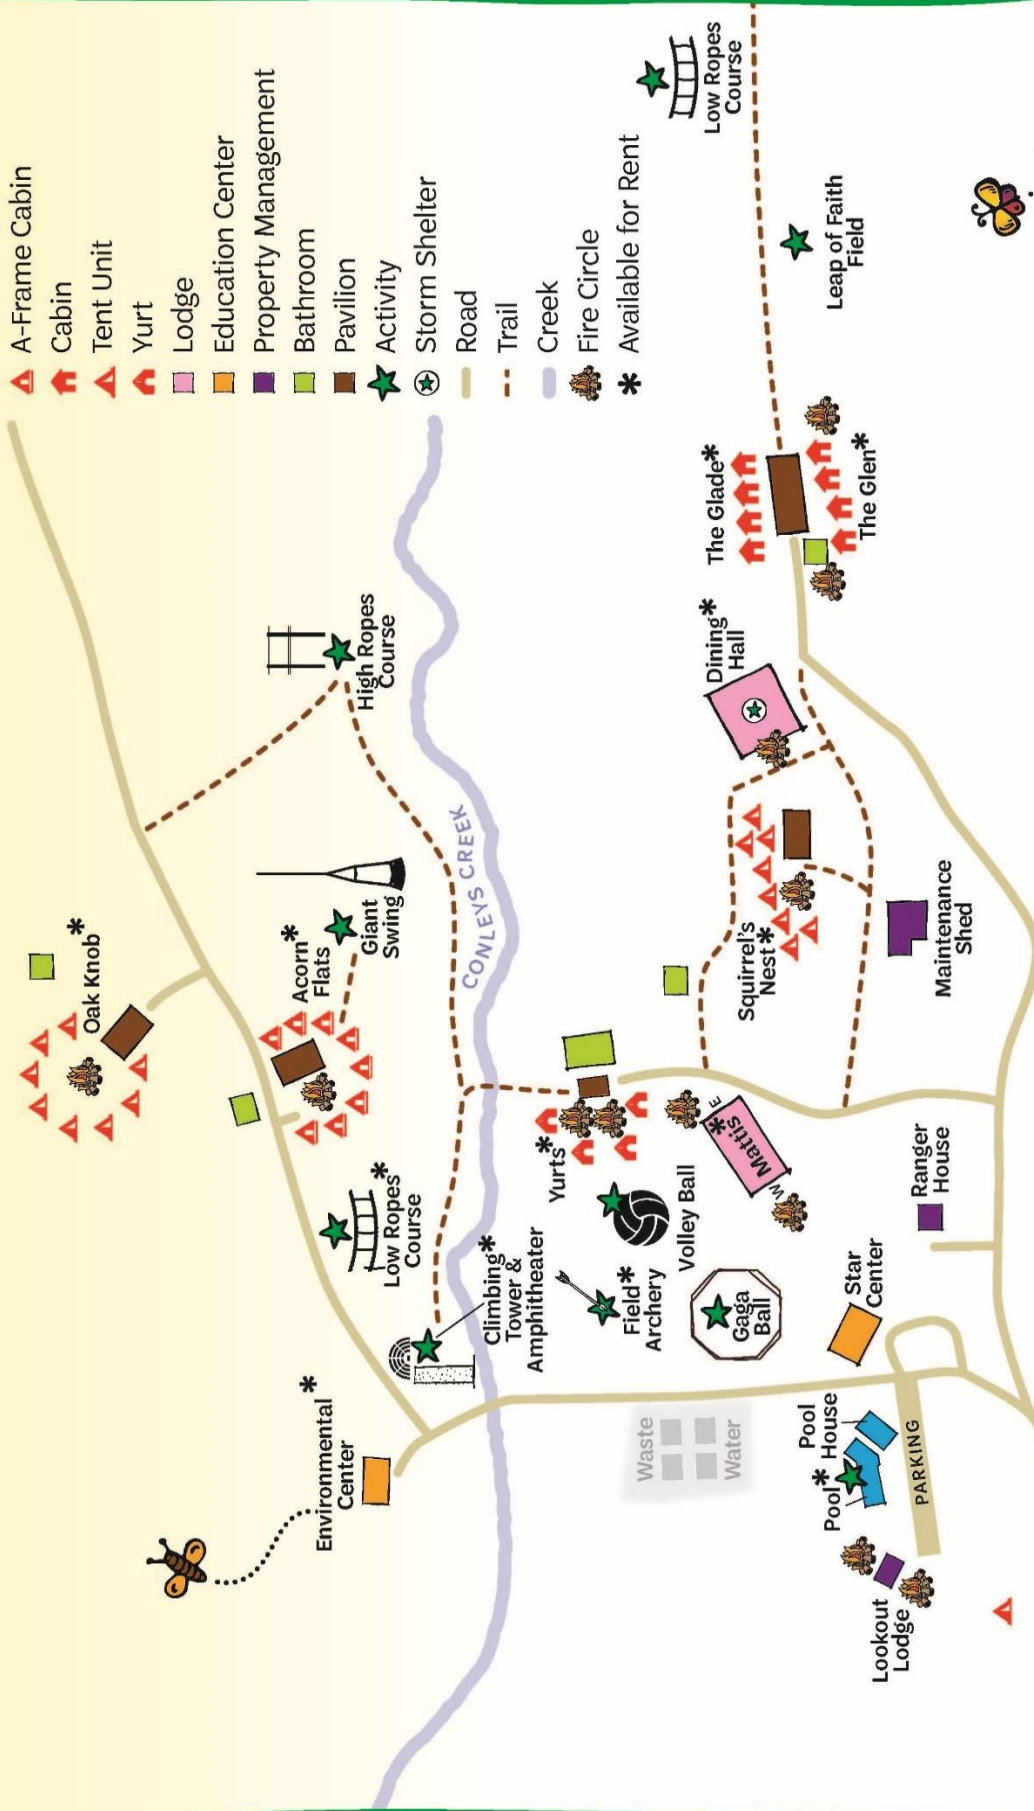 A-Frame Cabin
Cabin
Tent Unit
Yurt
Lodge
Education Center
Property Management
Bathroom
Pavilion
Activity
Storm Shelter
Road
Trail
Creek
Fire Circle
* Available for Rent
Oak Knob*
Acorn*
Flats
Giant
Swing
High Ropes
Course
Low Ropes*
Course
Environmental*
Center
Climbing*
Tower &
Amphitheater
CONLEYS CREEK
Yurts*
Volley Ball
Field*
Archery
Gaga
Ball
W Mattis* E
Waste
Water
Squirrel's
Nest*
Dining*
Hall
The Glade*
The Glen*
Low Ropes
Course
Leap of Faith
Field
Maintenance
Shed
Ranger
House
Star
Center
Pool
House
Pool*
PARKING
Lookout
Lodge